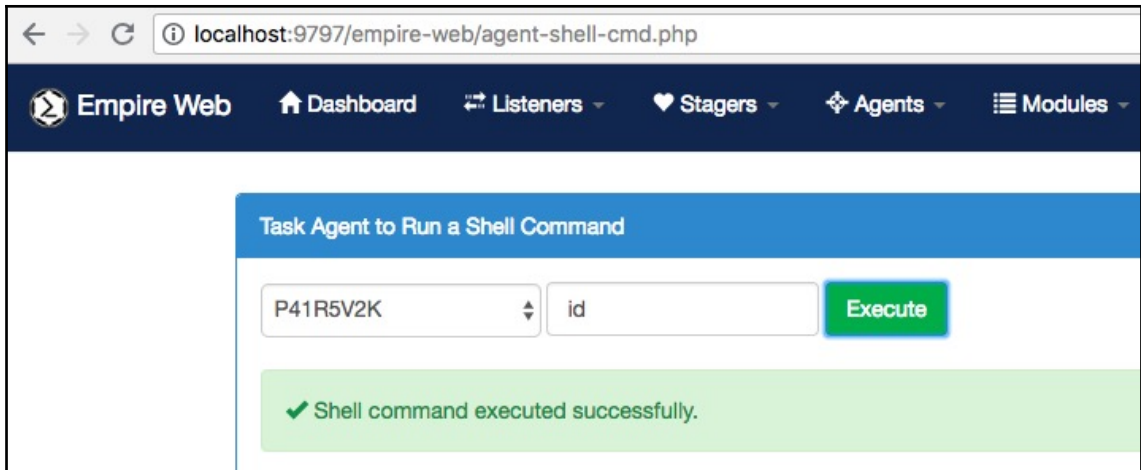 localhost:9797/empire-web/agent-shell-cmd.php
Empire Web Dashboard Listeners Stagers Agents Modules
Task Agent to Run a Shell Command
P41R5V2K id Execute
Shell command executed successfully.